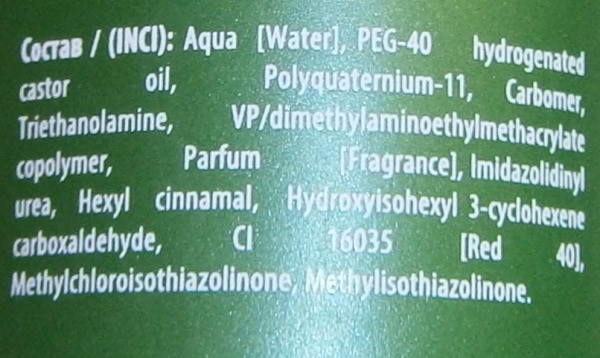 Состав / (INCI): Aqua [Water], PEG-40 hydrogenated
castor oil, Polyquaternium-11, Carbomer,
Triethanolamine, VP/dimethylaminoethylmethacrylate
copolymer, Parfum [Fragrance], Imidazolidinyl
urea, Hexyl cinnamal, Hydroxyisohexyl 3-cyclohexene
carboxaldehyde, CI 16035 [Red 40],
Methylchloroisothiazolinone, Methylisothiazolinone.